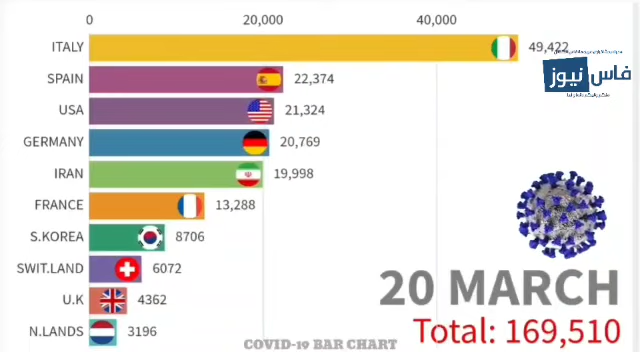 0 20,000 40,000
ITALY 49,422
SPAIN 22,374
USA 21,324
GERMANY 20,769
IRAN 19,998
FRANCE 13,288
S.KOREA 8706
SWIT.LAND 6072
U.K 4362
N.LANDS 3196
فاس نيوز
20 MARCH
Total: 169,510
COVID-19 BAR CHART